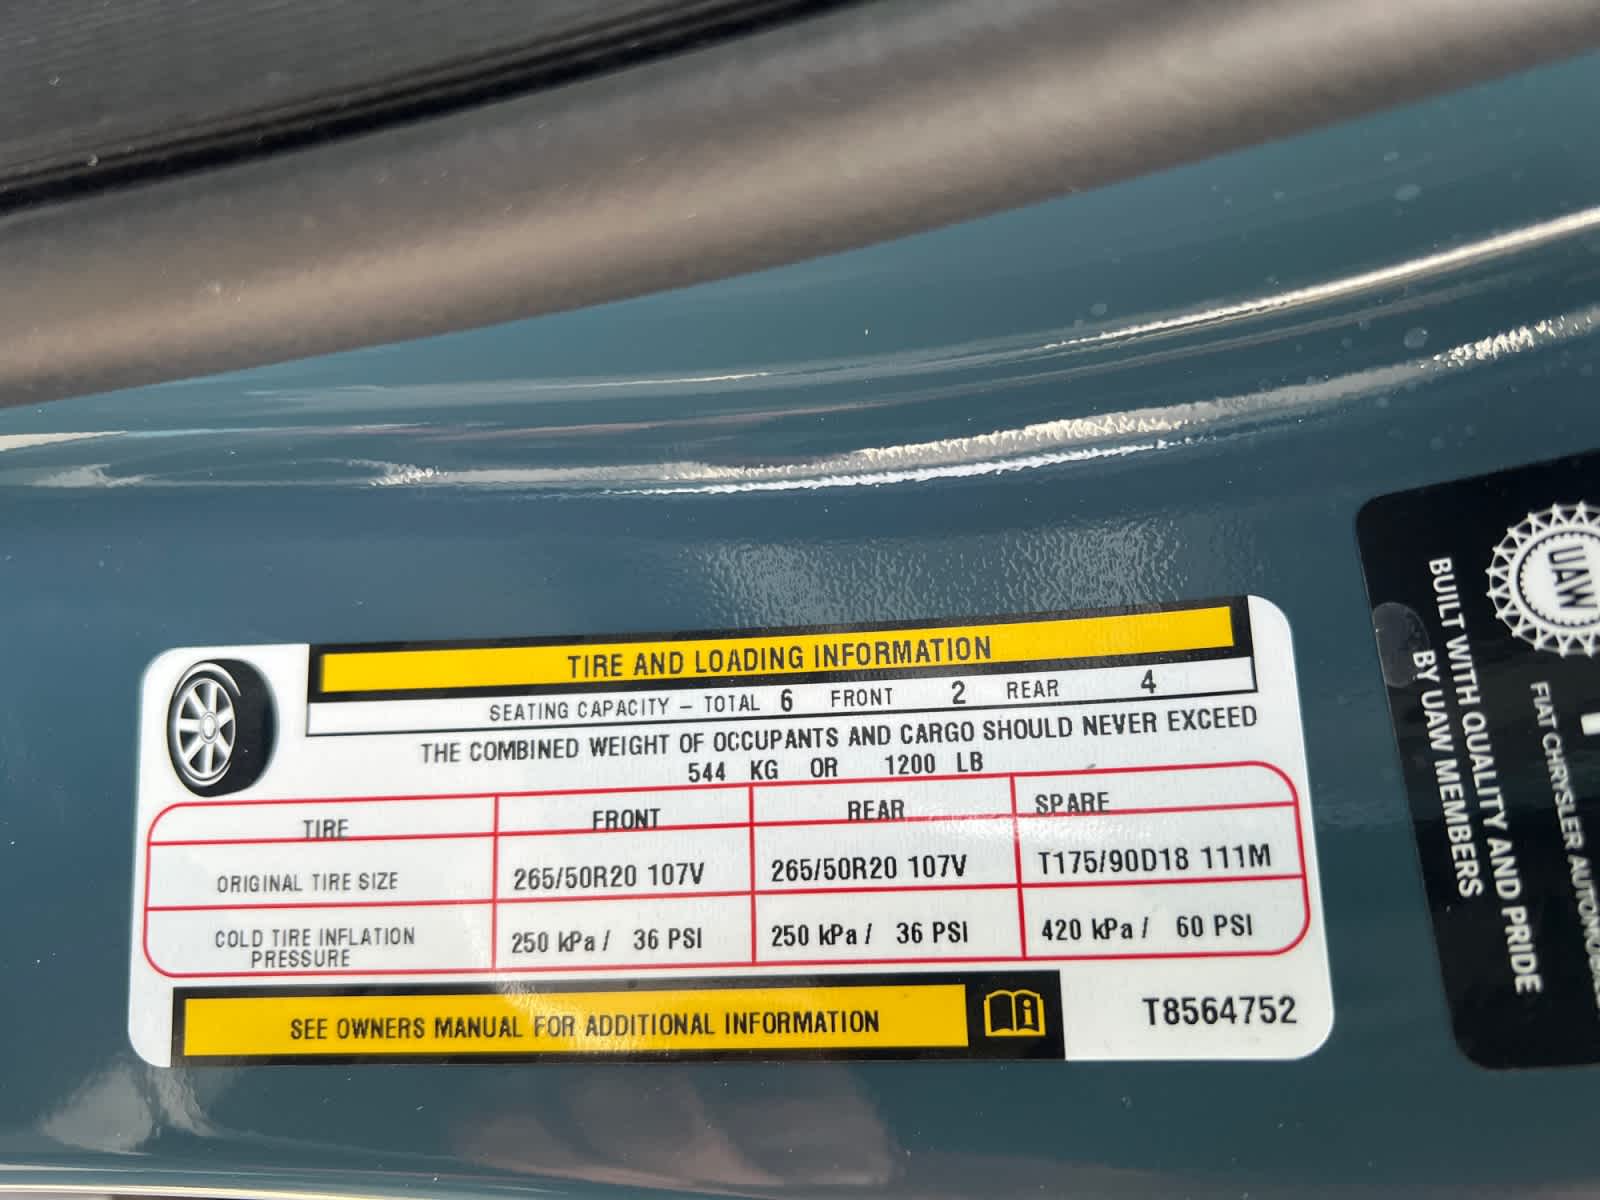 TIRE AND LOADING INFORMATION
SEATING CAPACITY – TOTAL 6 FRONT 2 REAR 4
THE COMBINED WEIGHT OF OCCUPANTS AND CARGO SHOULD NEVER EXCEED
544 KG OR 1200 LB
TIRE FRONT REAR SPARE
ORIGINAL TIRE SIZE 265/50R20 107V 265/50R20 107V T175/90D18 111M
COLD TIRE INFLATION PRESSURE 250 kPa / 36 PSI 250 kPa / 36 PSI 420 kPa / 60 PSI
SEE OWNERS MANUAL FOR ADDITIONAL INFORMATION
T8564752
UAW
BUILT WITH QUALITY AND PRIDE
BY UAW MEMBERS
FIAT CHRYSLER